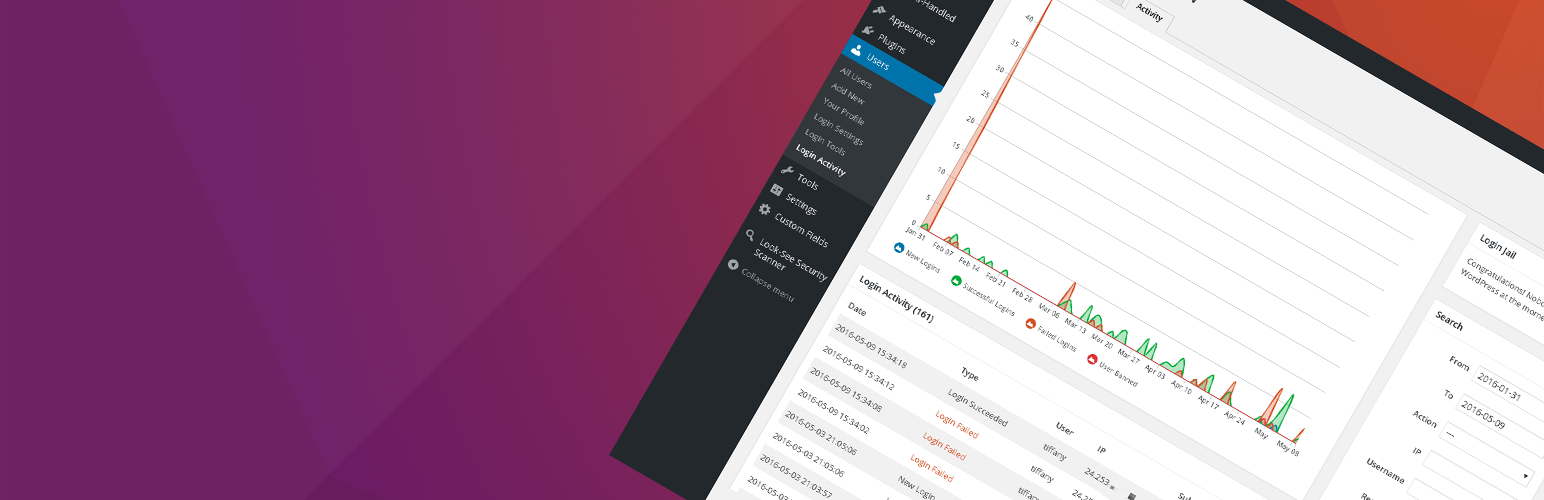 Appearance
Plugins
Users
All Users
Add New
Your Profile
Login Settings
Login Tools
Login Activity
Tools
Settings
Custom Fields
Look-See Security
Scanner
Collapse menu
Activity
40
35
30
25
20
15
10
5
0
Jan 31
Feb 07
Feb 14
Feb 21
Feb 28
Mar 06
Mar 13
Mar 20
Mar 27
Apr 03
Apr 10
Apr 17
Apr 24
May
May 08
New Logins
Successful Logins
Failed Logins
User Banned
Login Activity (161)
Date
Type
User
IP
2016-05-09 15:34:18
Login Succeeded
tiffany
24.253
2016-05-09 15:34:12
Login Failed
tiffany
2016-05-09 15:34:08
Login Failed
tiffany
2016-05-09 15:34:02
Login Failed
2016-05-03 21:05:06
New Login
2016-05-03 21:05:06
2016-05-03 21:03:57
Login Jail
Congratulations!
WordPress at the
Search
From
2016-01-31
To
2016-05-09
Action
---
IP
Username